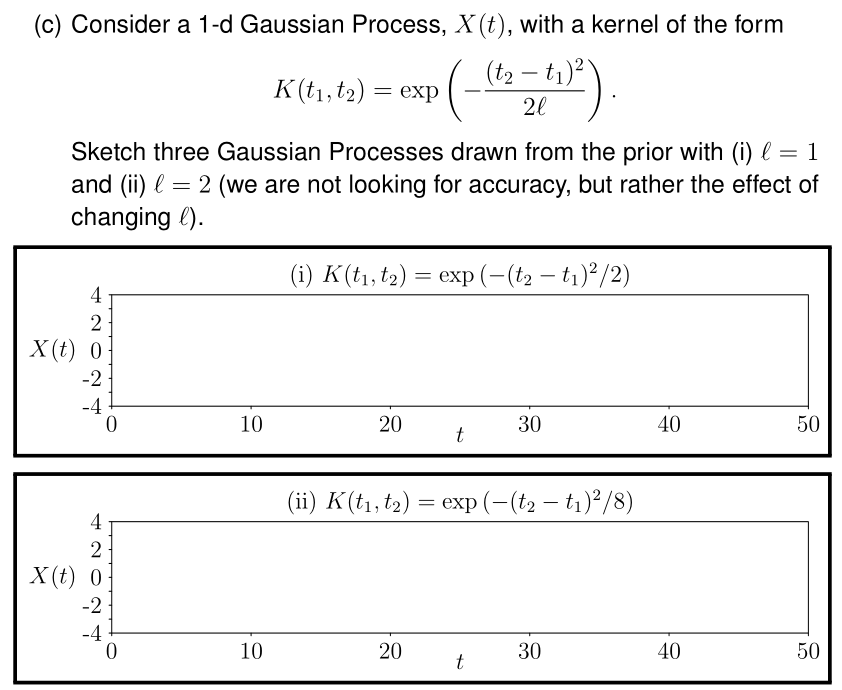 (c) Consider a 1-d Gaussian Process, X(t), with a kernel of the form
K(t₁, t₂) = exp (−(t₂ − t₁)²/2ℓ).
Sketch three Gaussian Processes drawn from the prior with (i) ℓ = 1
and (ii) ℓ = 2 (we are not looking for accuracy, but rather the effect of
changing ℓ).
(i) K(t₁, t₂) = exp (−(t₂ − t₁)²/2)
4
2
X(t) 0
-2
-4
0 10 20 30 40 50
t
(ii) K(t₁, t₂) = exp (−(t₂ − t₁)²/8)
4
2
X(t) 0
-2
-4
0 10 20 30 40 50
t